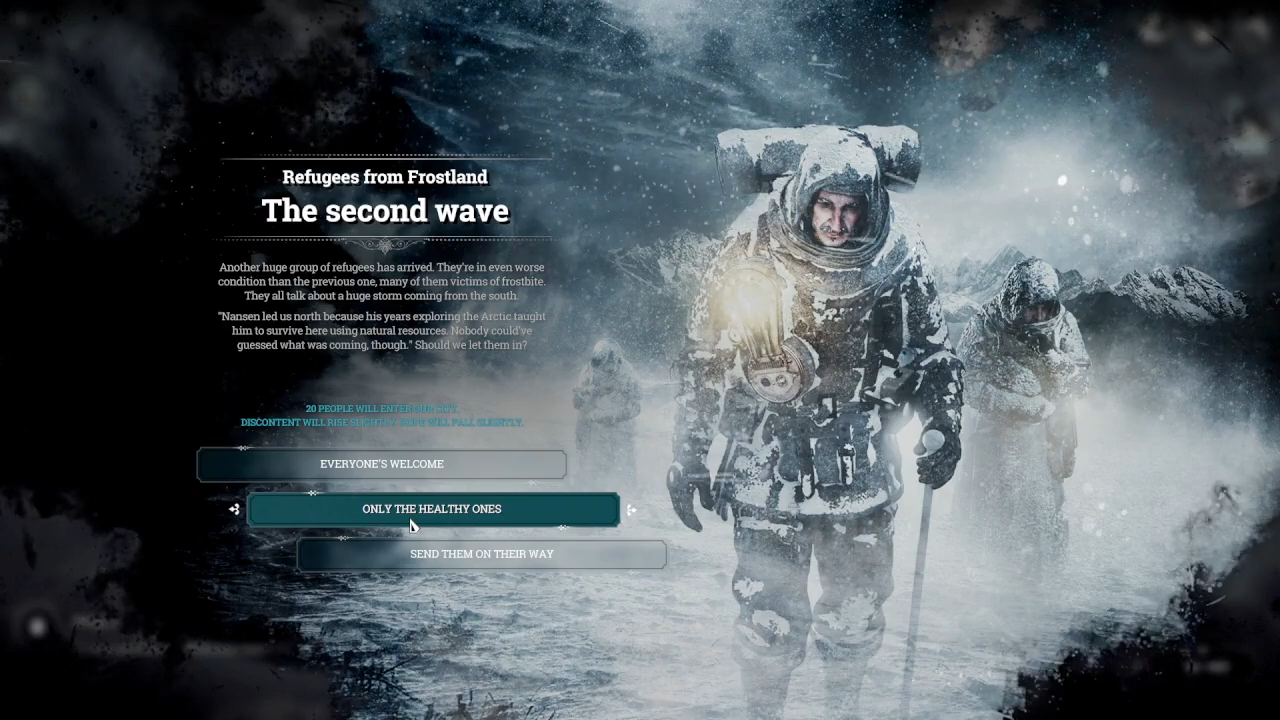 Refugees from Frostland
The second wave
Another huge group of refugees has arrived. They're in even worse
condition than the previous one, many of them victims of frostbite.
They all talk about a huge storm coming from the south.
"Nansen led us north because his years exploring the Arctic taught
him to survive here using natural resources. Nobody could've
guessed what was coming, though." Should we let them in?
20 PEOPLE WILL ENTER OUR CITY.
DISCONTENT WILL RISE SLIGHTLY. HOPE WILL FALL SLIGHTLY.
EVERYONE'S WELCOME
ONLY THE HEALTHY ONES
SEND THEM ON THEIR WAY